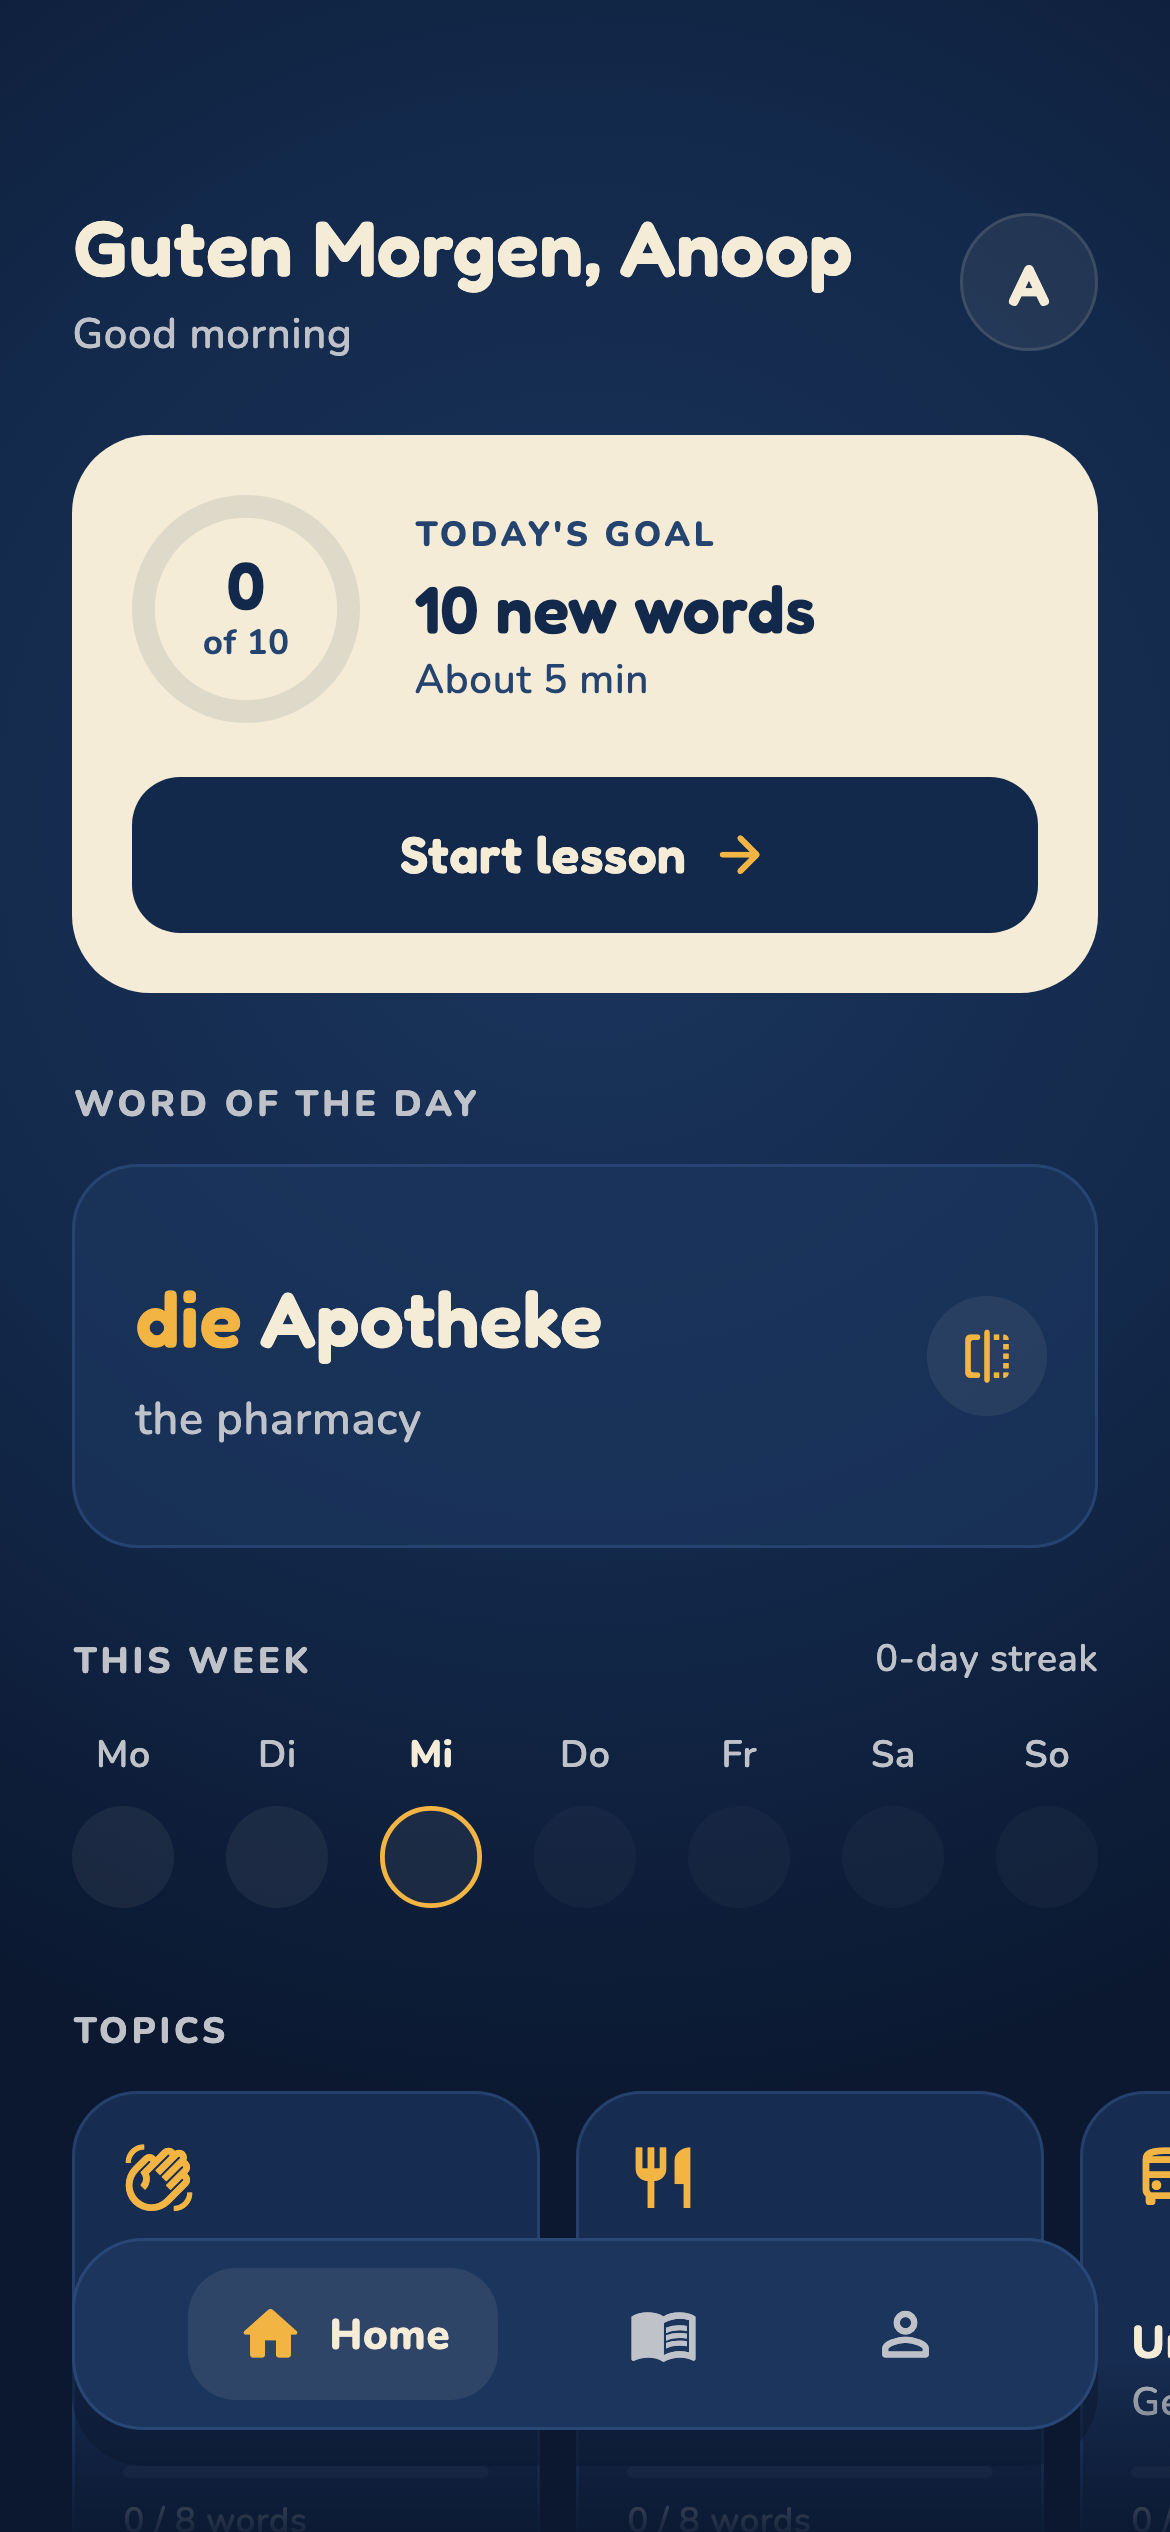 Guten Morgen, Anoop
A
Good morning
0
of 10
TODAY'S GOAL
10 new words
About 5 min
Start lesson
WORD OF THE DAY
die Apotheke
the pharmacy
THIS WEEK
0-day streak
Mo Di Mi Do Fr Sa So
TOPICS
Home
0 / 8 words
0 / 8 words